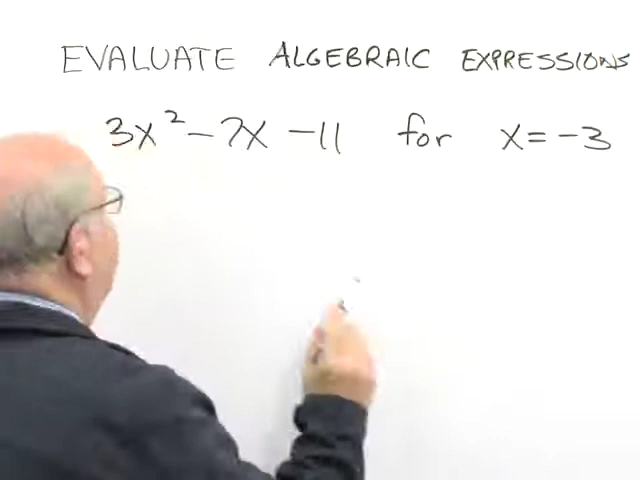 EVALUATE ALGEBRAIC EXPRESSIONS
3x² - 7x - 11 for x = -3